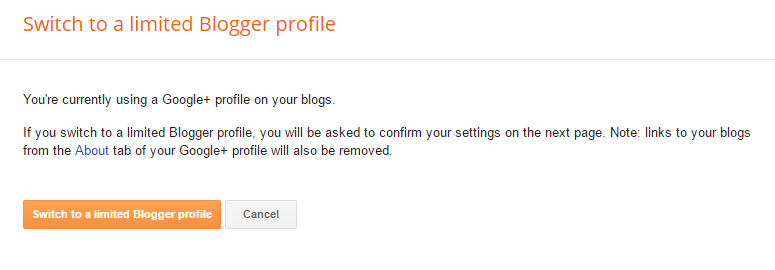 Switch to a limited Blogger profile
You're currently using a Google+ profile on your blogs.
If you switch to a limited Blogger profile, you will be asked to confirm your settings on the next page. Note: links to your blogs
from the About tab of your Google+ profile will also be removed.
Switch to a limited Blogger profile Cancel